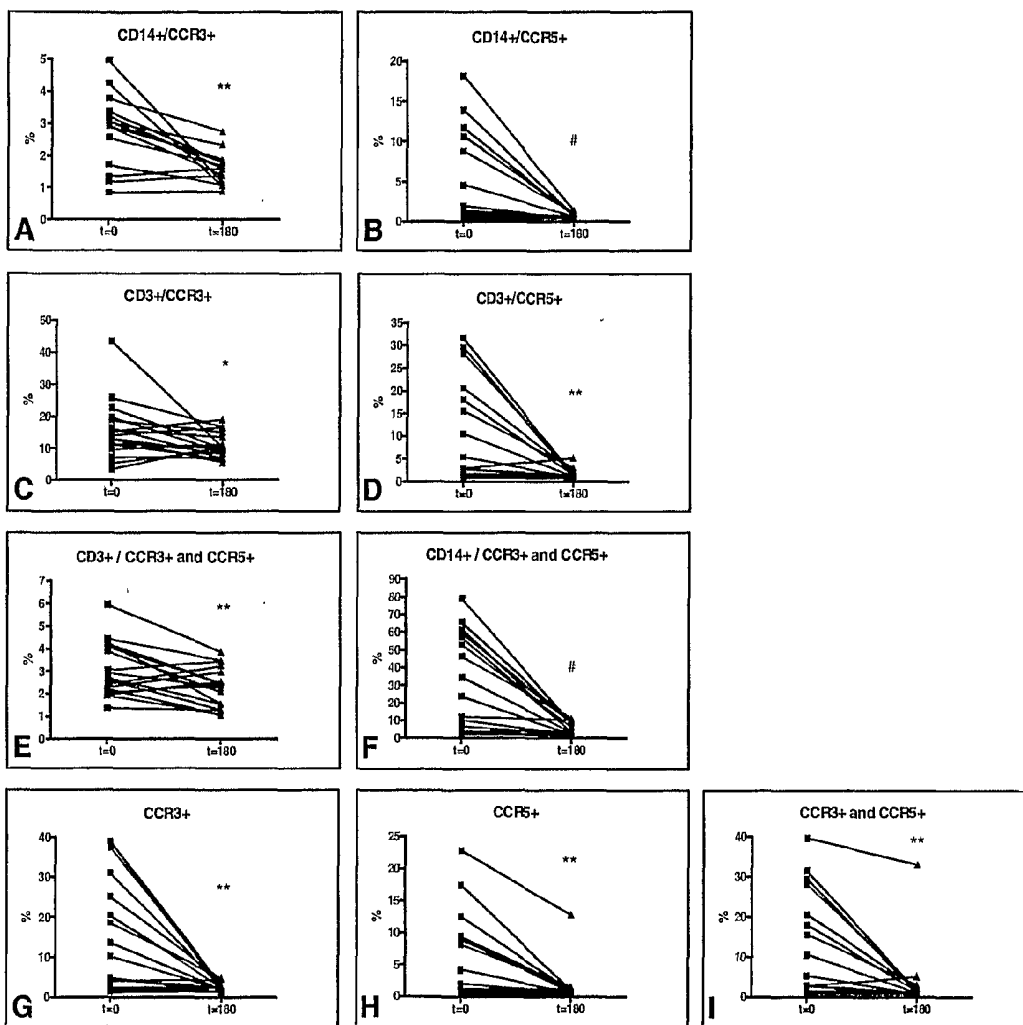 CD14+/CCR3+
5
4
3
2
1
0
%
**
t=0
t=180
A
CD14+/CCR5+
20
15
10
5
0
%
#
t=0
t=180
B
CD3+/CCR3+
50
40
30
20
10
0
%
*
t=0
t=180
C
CD3+/CCR5+
35
30
25
20
15
10
5
0
%
**
t=0
t=180
D
CD3+ / CCR3+ and CCR5+
7
6
5
4
3
2
1
0
%
**
t=0
t=180
E
CD14+ / CCR3+ and CCR5+
90
80
70
60
50
40
30
20
10
0
%
#
t=0
t=180
F
CCR3+
40
30
20
10
0
%
**
t=0
t=180
G
CCR5+
25
20
15
10
5
0
%
**
t=0
t=180
H
CCR3+ and CCR5+
40
30
20
10
0
%
**
t=0
t=180
I